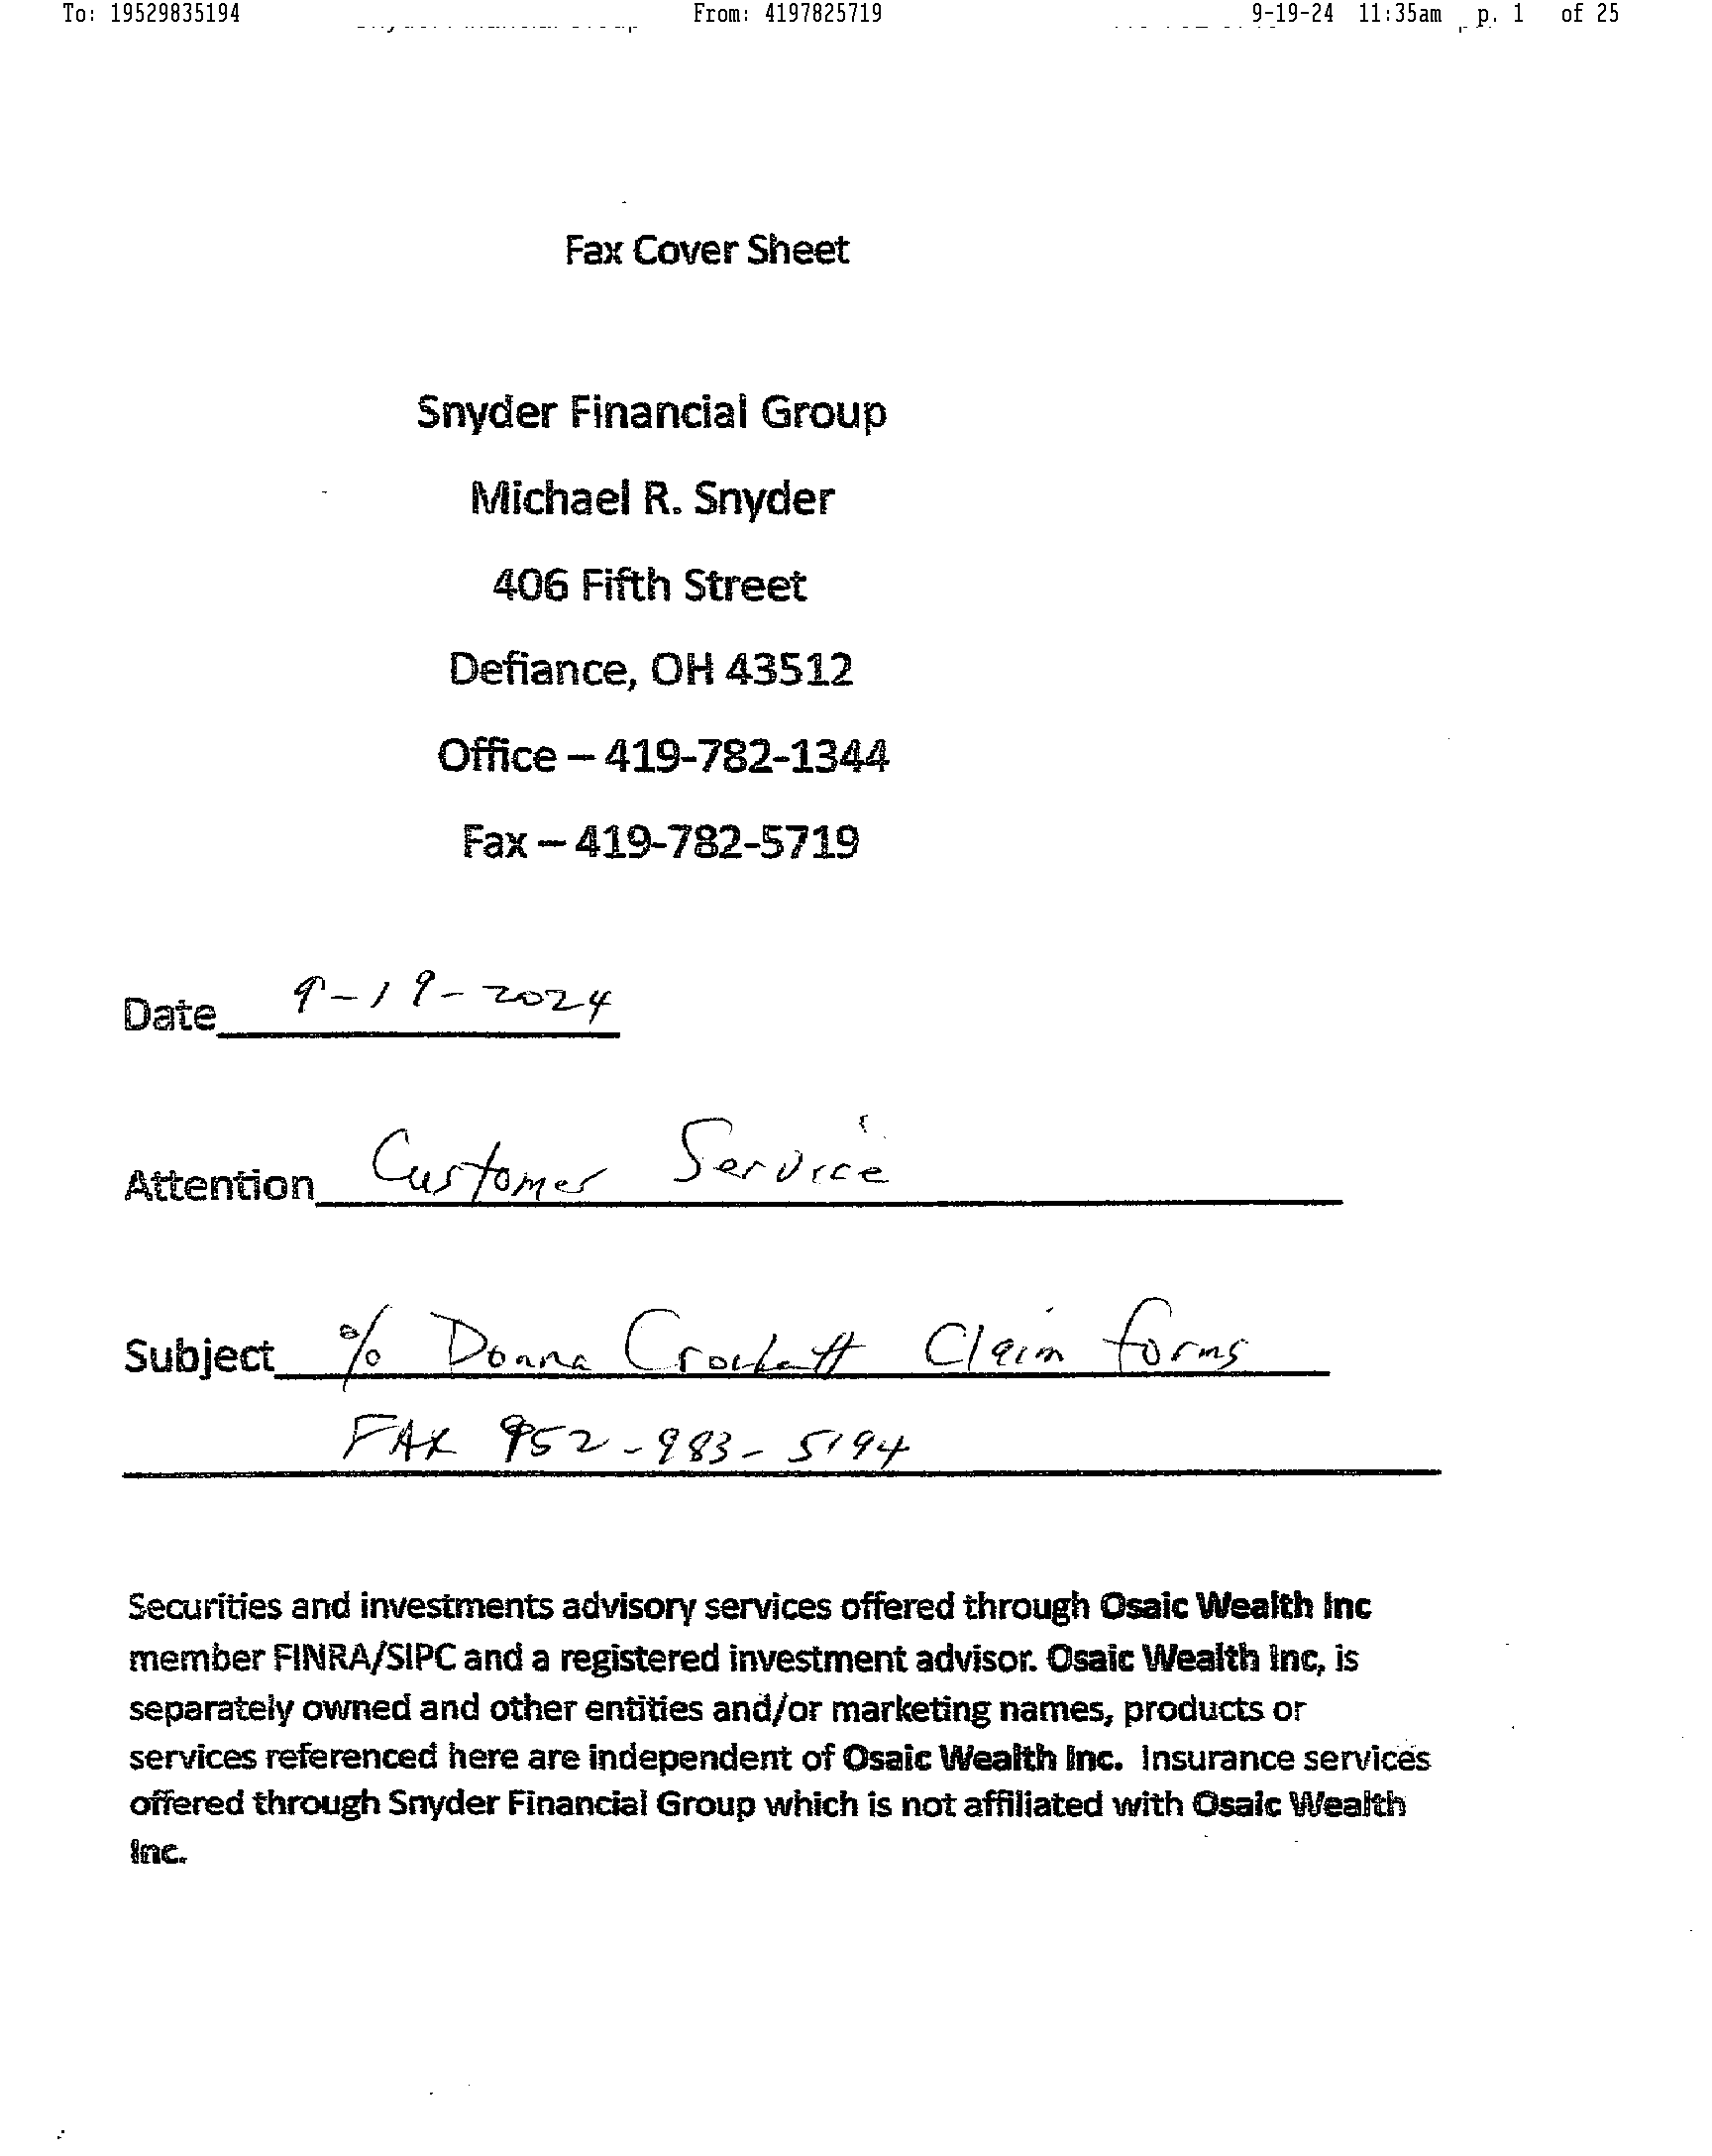 To: 19529835194 From: 4197825719 9-19-24 11:35am p. 1 of 25
Fax Cover Sheet
Snyder Financial Group
Michael R. Snyder
406 Fifth Street
Defiance, OH 43512
Office – 419-782-1344
Fax – 419-782-5719
Date 9-19-2024
Attention Customer Service
Subject % Donna Crockett Claim forms
FAX 952-983-5194
Securities and investments advisory services offered through Osaic Wealth Inc
member FINRA/SIPC and a registered investment advisor. Osaic Wealth Inc, is
separately owned and other entities and/or marketing names, products or
services referenced here are independent of Osaic Wealth Inc. Insurance services
offered through Snyder Financial Group which is not affiliated with Osaic Wealth
Inc.